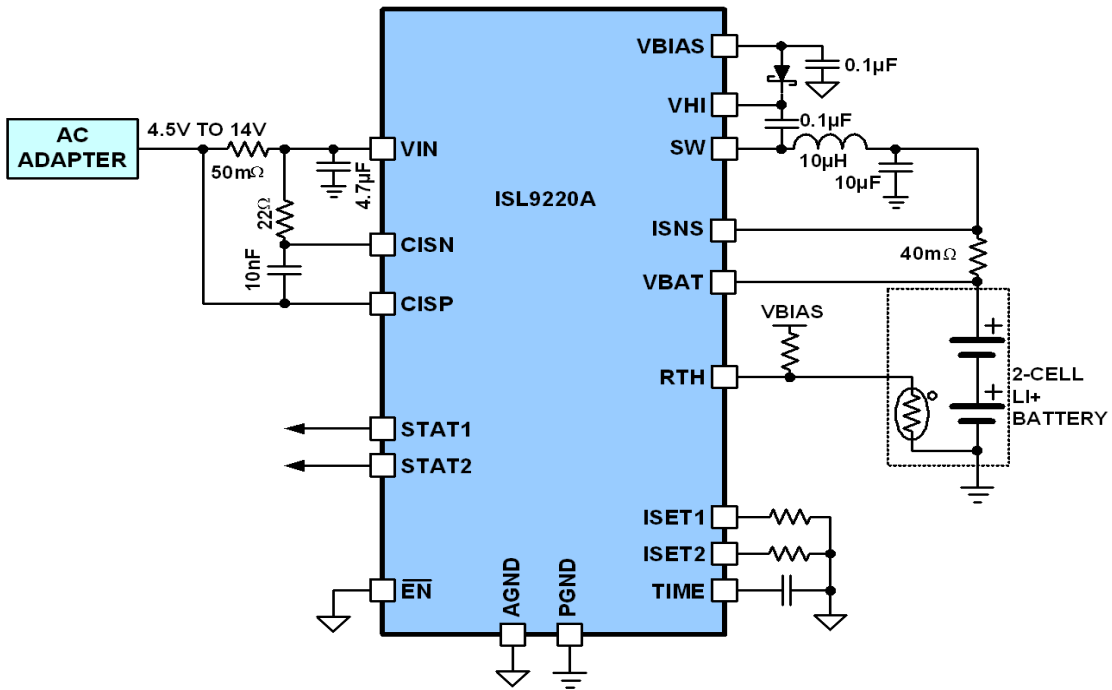 VBIAS
0.1µF
VHI
0.1µF
AC
ADAPTER
4.5V TO 14V
50mΩ
VIN
4.7µF
SW
10µH
10µF
ISL9220A
22Ω
CISN
10nF
CISP
ISNS
40mΩ
VBAT
VBIAS
RTH
+
+
2-CELL
LI+
BATTERY
STAT1
STAT2
ISET1
ISET2
TIME
EN
AGND
PGND